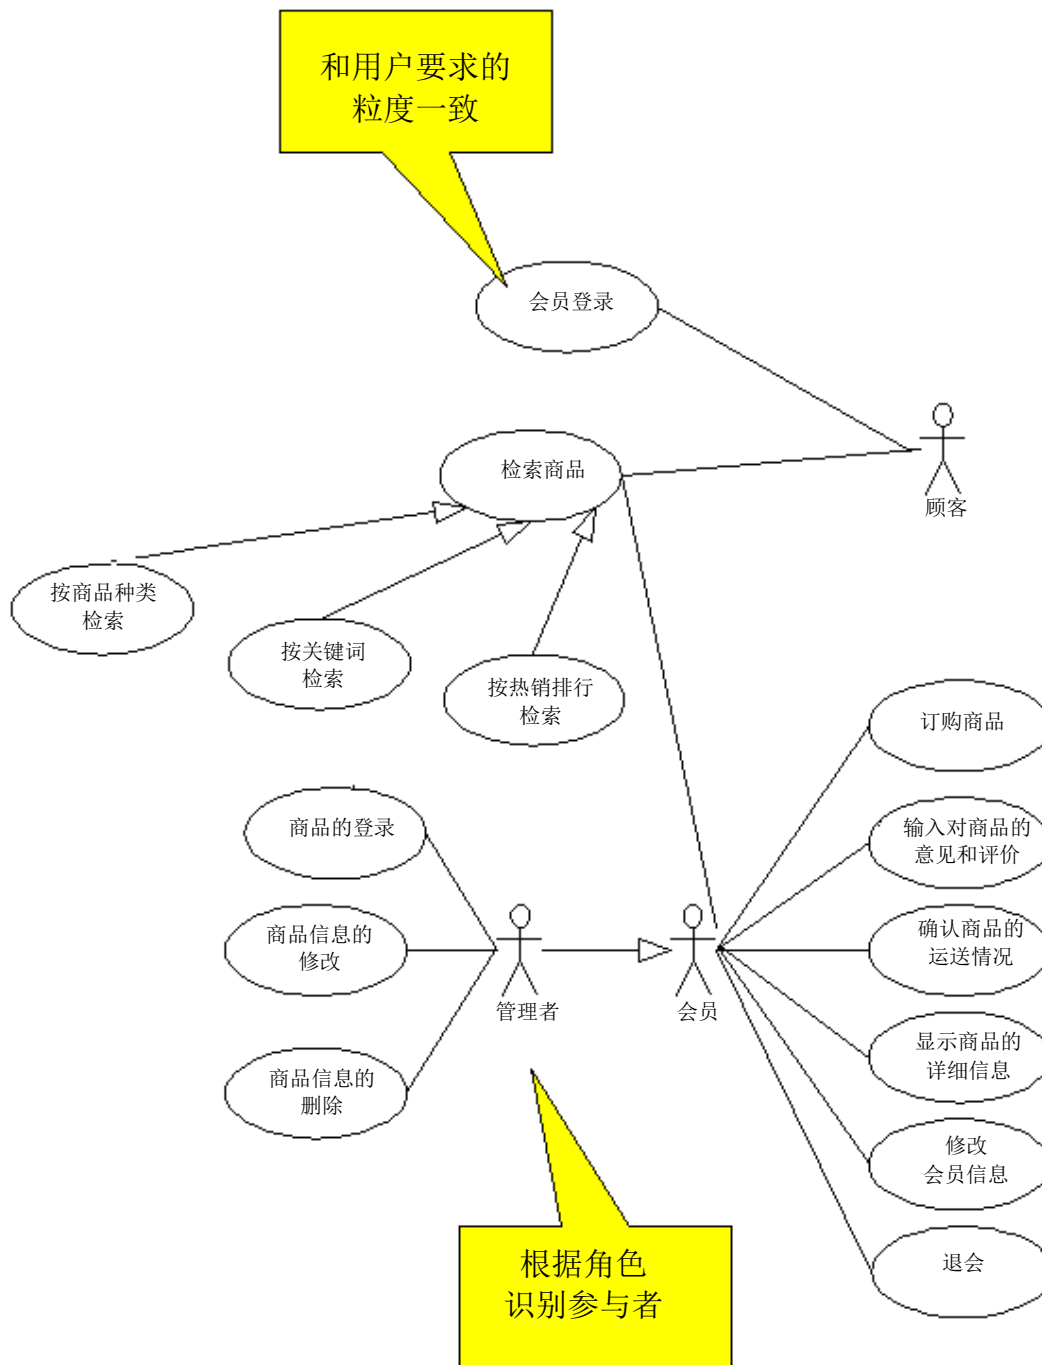 和用户要求的
粒度一致
会员登录
检索商品
顾客
按商品种类
检索
按关键词
检索
按热销排行
检索
订购商品
商品的登录
输入对商品的
意见和评价
商品信息的
修改
确认商品的
运送情况
管理者
会员
显示商品的
详细信息
商品信息的
删除
修改
会员信息
退会
根据角色
识别参与者